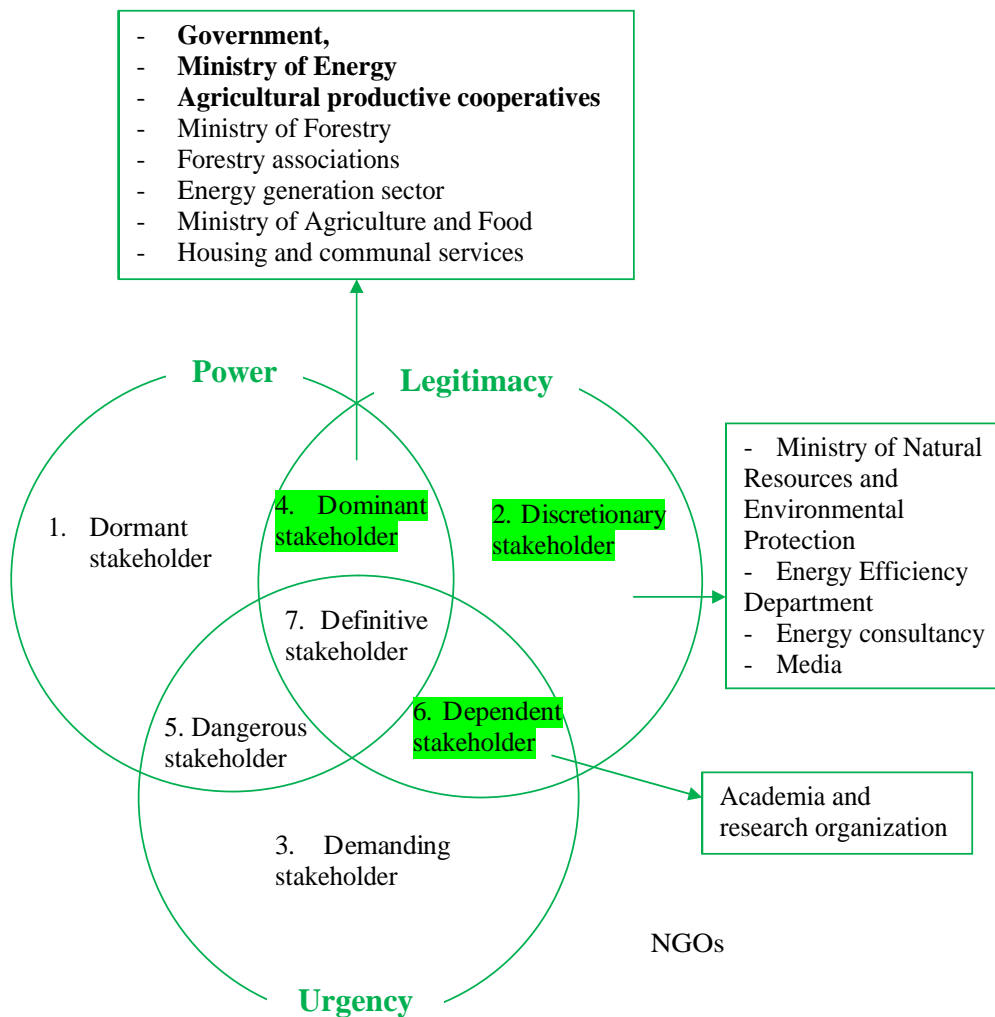 - Government,
- Ministry of Energy
- Agricultural productive cooperatives
- Ministry of Forestry
- Forestry associations
- Energy generation sector
- Ministry of Agriculture and Food
- Housing and communal services
Power
Legitimacy
1. Dormant
stakeholder
4. Dominant
stakeholder
2. Discretionary
stakeholder
- Ministry of Natural
Resources and
Environmental
Protection
- Energy Efficiency
Department
- Energy consultancy
- Media
7. Definitive
stakeholder
5. Dangerous
stakeholder
6. Dependent
stakeholder
Academia and
research organization
3. Demanding
stakeholder
NGOs
Urgency